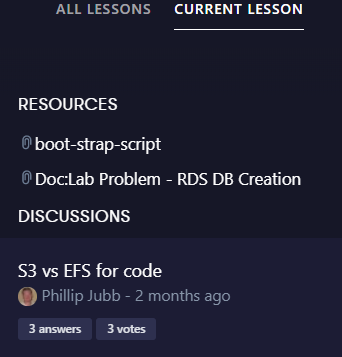 ALL LESSONS CURRENT LESSON
RESOURCES
boot-strap-script
Doc:Lab Problem - RDS DB Creation
DISCUSSIONS
S3 vs EFS for code
Phillip Jubb - 2 months ago
3 answers 3 votes